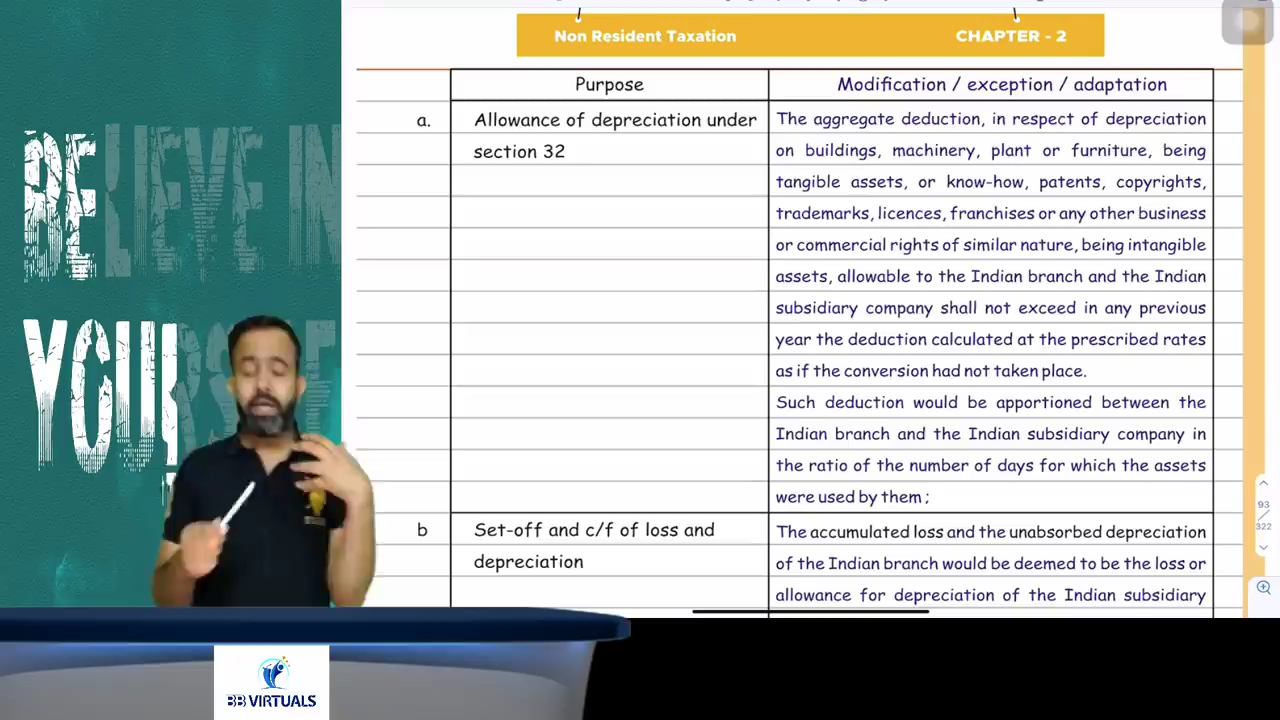 Non Resident Taxation
CHAPTER - 2
Purpose
Modification / exception / adaptation
a.
Allowance of depreciation under
section 32
The aggregate deduction, in respect of depreciation
on buildings, machinery, plant or furniture, being
tangible assets, or know-how, patents, copyrights,
trademarks, licences, franchises or any other business
or commercial rights of similar nature, being intangible
assets, allowable to the Indian branch and the Indian
subsidiary company shall not exceed in any previous
year the deduction calculated at the prescribed rates
as if the conversion had not taken place.
Such deduction would be apportioned between the
Indian branch and the Indian subsidiary company in
the ratio of the number of days for which the assets
were used by them ;
b
Set-off and c/f of loss and
depreciation
The accumulated loss and the unabsorbed depreciation
of the Indian branch would be deemed to be the loss or
allowance for depreciation of the Indian subsidiary
93
322
BELIEVE IN
BB VIRTUALS